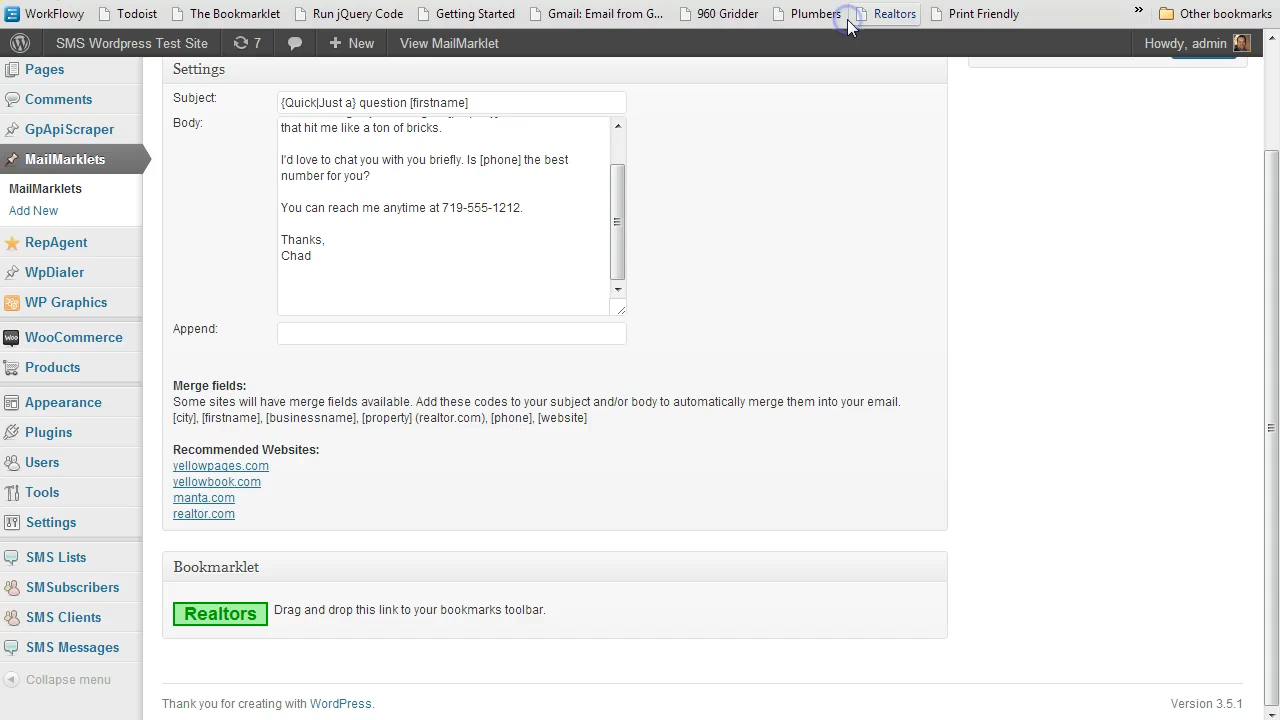 WorkFlowy Todoist The Bookmarklet Run jQuery Code Getting Started Gmail: Email from G... 960 Gridder Plumbers Realtors Print Friendly » Other bookmarks
SMS Wordpress Test Site 7 + New View MailMarklet Howdy, admin
Pages
Comments
GpApiScraper
MailMarklets
MailMarklets
Add New
RepAgent
WpDialer
WP Graphics
WooCommerce
Products
Appearance
Plugins
Users
Tools
Settings
SMS Lists
SMSubscribers
SMS Clients
SMS Messages
Collapse menu
Settings
Subject: {Quick|Just a} question [firstname]
Body:
that hit me like a ton of bricks.
I'd love to chat you with you briefly. Is [phone] the best
number for you?
You can reach me anytime at 719-555-1212.
Thanks,
Chad
Append:
Merge fields:
Some sites will have merge fields available. Add these codes to your subject and/or body to automatically merge them into your email.
[city], [firstname], [businessname], [property] (realtor.com), [phone], [website]
Recommended Websites:
yellowpages.com
yellowbook.com
manta.com
realtor.com
Bookmarklet
Realtors Drag and drop this link to your bookmarks toolbar.
Thank you for creating with WordPress. Version 3.5.1